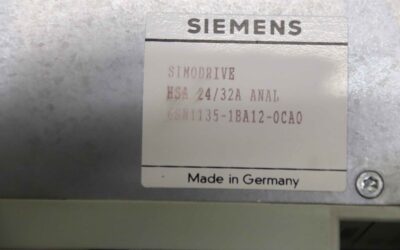 SIEMENS
SIMODRIVE
HSA 24/32A ANAL
6SN1135-1BA12-0CA0
Made in Germany